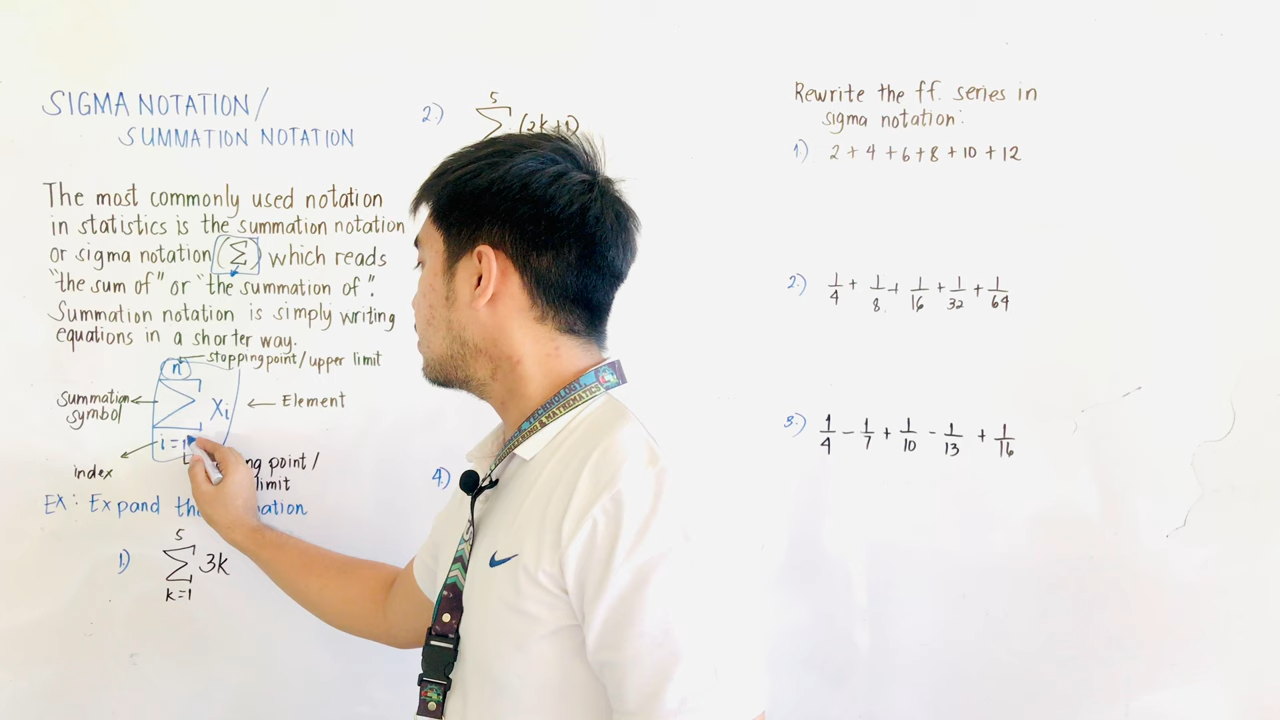 SIGMA NOTATION/
SUMMATION NOTATION
The most commonly used notation
in statistics is the summation notation
or sigma notation (Σ) which reads
"the sum of" or "the summation of".
Summation notation is simply writing
equations in a shorter way.
n
stopping point/upper limit
Summation
symbol
Σ xi
Element
i=1
index
point/
limit
EX: Expand
1.)
5
Σ 3k
k=1
2.)
5
Σ (2k+1)
4.)
Rewrite the ff. series in
sigma notation:
1.) 2+4+6+8+10+12
2.) 1/4 + 1/8 + 1/16 + 1/32 + 1/64
3.) 1/4 - 1/7 + 1/10 - 1/13 + 1/16
TECHNOLOGY,
ENGINEERING & MATHEMATICS